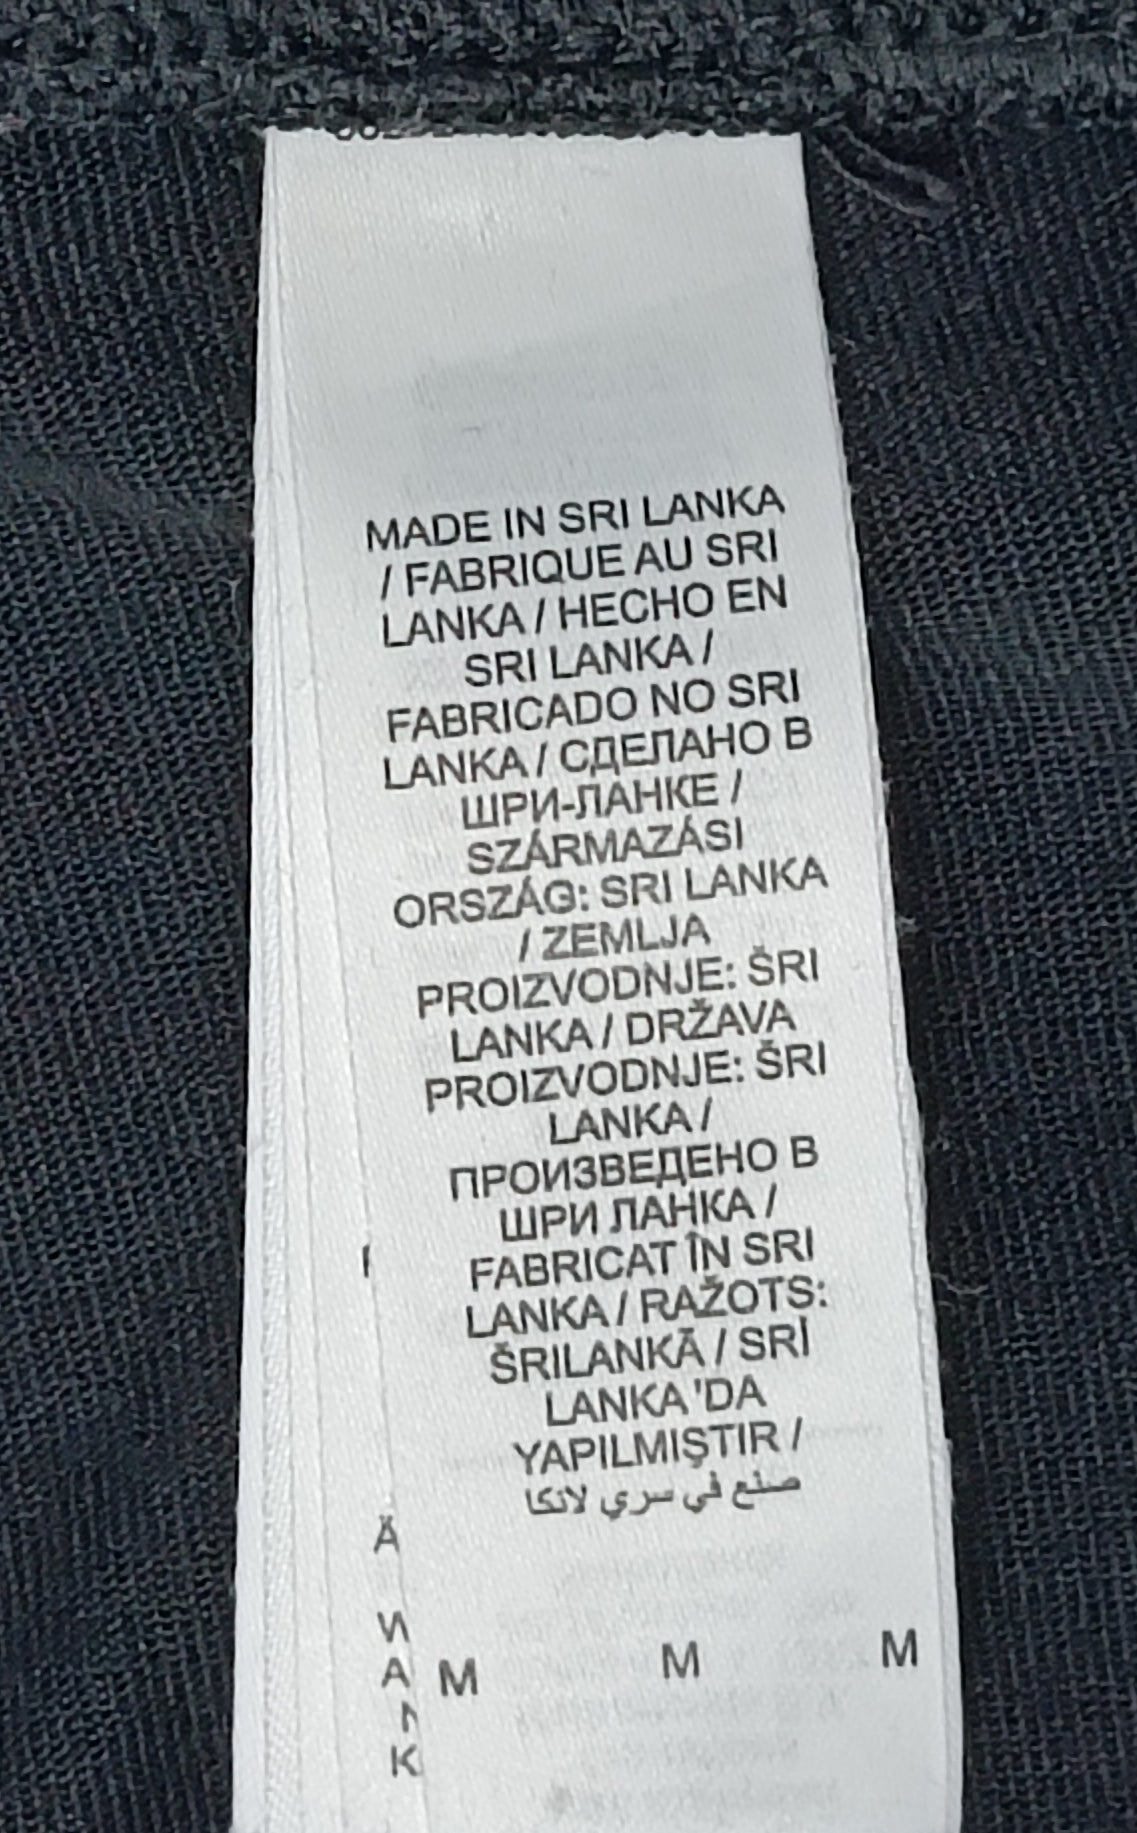 MADE IN SRI LANKA
/ FABRIQUE AU SRI
LANKA / HECHO EN
SRI LANKA /
FABRICADO NO SRI
LANKA / СДЕЛАНО В
ШРИ-ЛАНКЕ /
SZÁRMAZÁSI
ORSZÁG: SRI LANKA
/ ZEMLJA
PROIZVODNJE: ŠRI
LANKA / DRŽAVA
PROIZVODNJE: ŠRI
LANKA /
ПРОИЗВЕДЕНО В
ШРИ ЛАНКА /
FABRICAT ÎN SRI
LANKA / RAŽOTS:
ŠRILANKĀ / SRİ
LANKA 'DA
YAPILMIŞTIR /
صنع في سري لانكا
M M M